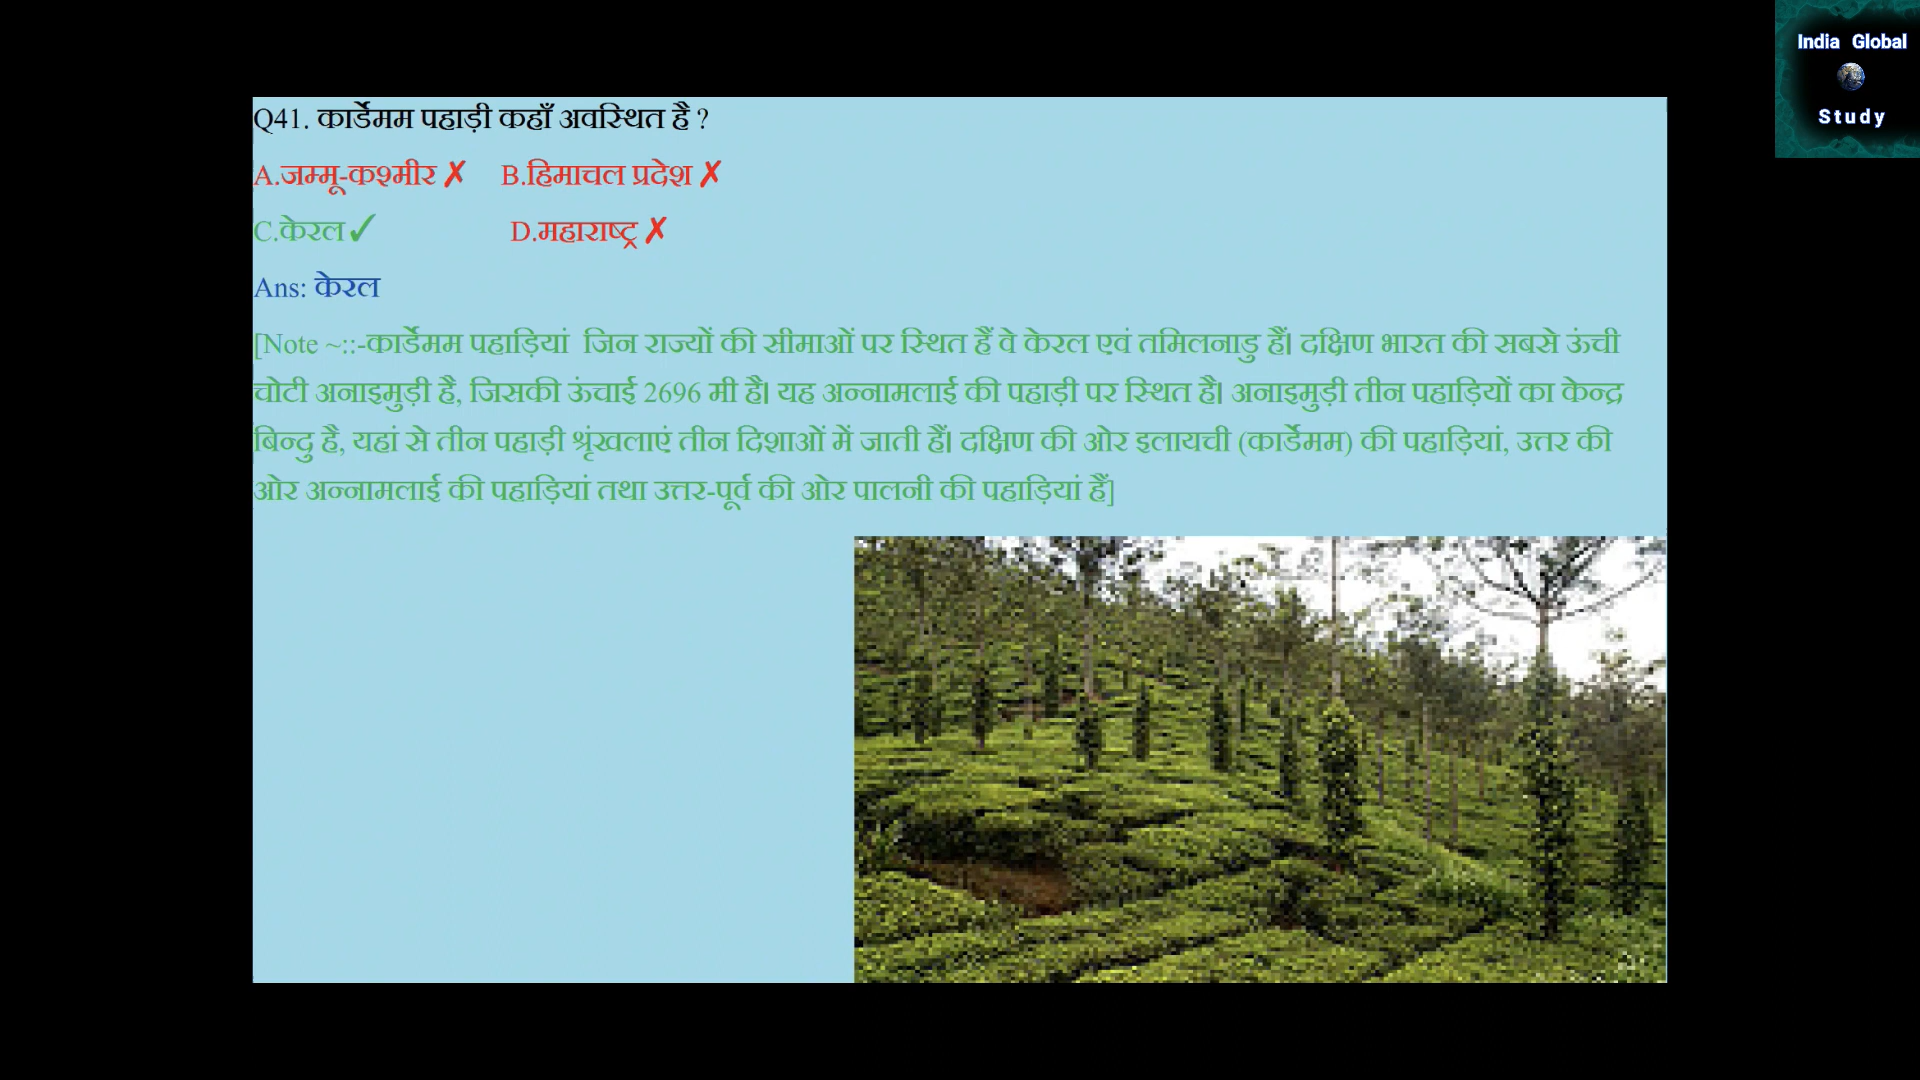 India Global
Study
Q41. कार्डेमम पहाड़ी कहाँ अवस्थित है ?
A.जम्मू-कश्मीर ✗ B.हिमाचल प्रदेश ✗
C.केरल ✓ D.महाराष्ट्र ✗
Ans: केरल
[Note ~::-कार्डेमम पहाड़ियां जिन राज्यों की सीमाओं पर स्थित हैं वे केरल एवं तमिलनाडु हैं। दक्षिण भारत की सबसे ऊंची
चोटी अनाइमुड़ी है, जिसकी ऊंचाई 2696 मी है। यह अन्नामलाई की पहाड़ी पर स्थित है। अनाइमुड़ी तीन पहाड़ियों का केन्द्र
बिन्दु है, यहां से तीन पहाड़ी श्रृंखलाएं तीन दिशाओं में जाती हैं। दक्षिण की ओर इलायची (कार्डेमम) की पहाड़ियां, उत्तर की
ओर अन्नामलाई की पहाड़ियां तथा उत्तर-पूर्व की ओर पालनी की पहाड़ियां हैं]